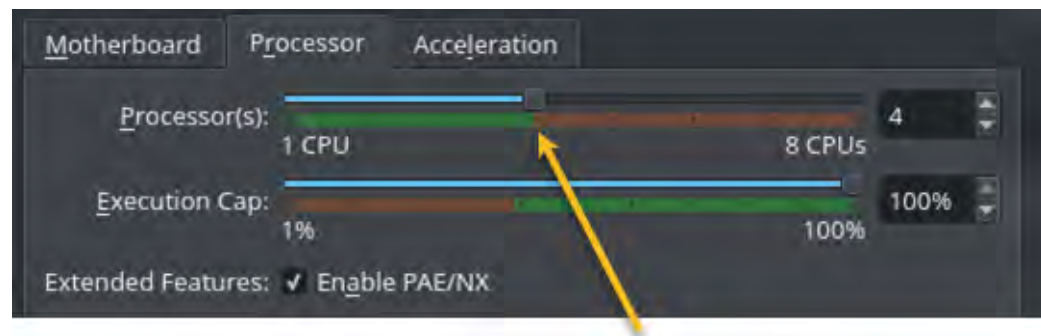 Motherboard Processor Acceleration
Processor(s): 4
1 CPU 8 CPUs
Execution Cap: 100%
1% 100%
Extended Features: Enable PAE/NX